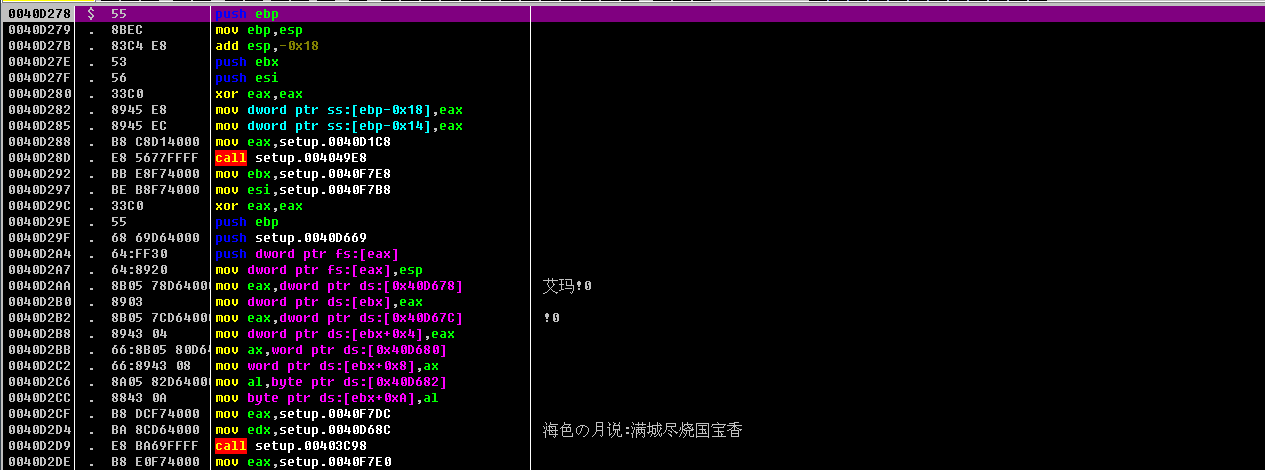 0040D278 $ 55 push ebp
0040D279 . 8BEC mov ebp,esp
0040D27B . 83C4 E8 add esp,-0x18
0040D27E . 53 push ebx
0040D27F . 56 push esi
0040D280 . 33C0 xor eax,eax
0040D282 . 8945 E8 mov dword ptr ss:[ebp-0x18],eax
0040D285 . 8945 EC mov dword ptr ss:[ebp-0x14],eax
0040D288 . B8 C8D14000 mov eax,setup.0040D1C8
0040D28D . E8 5677FFFF call setup.004049E8
0040D292 . BB E8F74000 mov ebx,setup.0040F7E8
0040D297 . BE B8F74000 mov esi,setup.0040F7B8
0040D29C . 33C0 xor eax,eax
0040D29E . 55 push ebp
0040D29F . 68 69D64000 push setup.0040D669
0040D2A4 . 64:FF30 push dword ptr fs:[eax]
0040D2A7 . 64:8920 mov dword ptr fs:[eax],esp
0040D2AA . 8B05 78D6400 mov eax,dword ptr ds:[0x40D678] 艾玛!0
0040D2B0 . 8903 mov dword ptr ds:[ebx],eax
0040D2B2 . 8B05 7CD6400 mov eax,dword ptr ds:[0x40D67C] !0
0040D2B8 . 8943 04 mov dword ptr ds:[ebx+0x4],eax
0040D2BB . 66:8B05 80D6 mov ax,word ptr ds:[0x40D680]
0040D2C2 . 66:8943 08 mov word ptr ds:[ebx+0x8],ax
0040D2C6 . 8A05 82D6400 mov al,byte ptr ds:[0x40D682]
0040D2CC . 8843 0A mov byte ptr ds:[ebx+0xA],al
0040D2CF . B8 DCF74000 mov eax,setup.0040F7DC
0040D2D4 . BA 8CD64000 mov edx,setup.0040D68C 海色の月说:满城尽烧国宝香
0040D2D9 . E8 BA69FFFF call setup.00403C98
0040D2DE . B8 E0F74000 mov eax,setup.0040F7E0